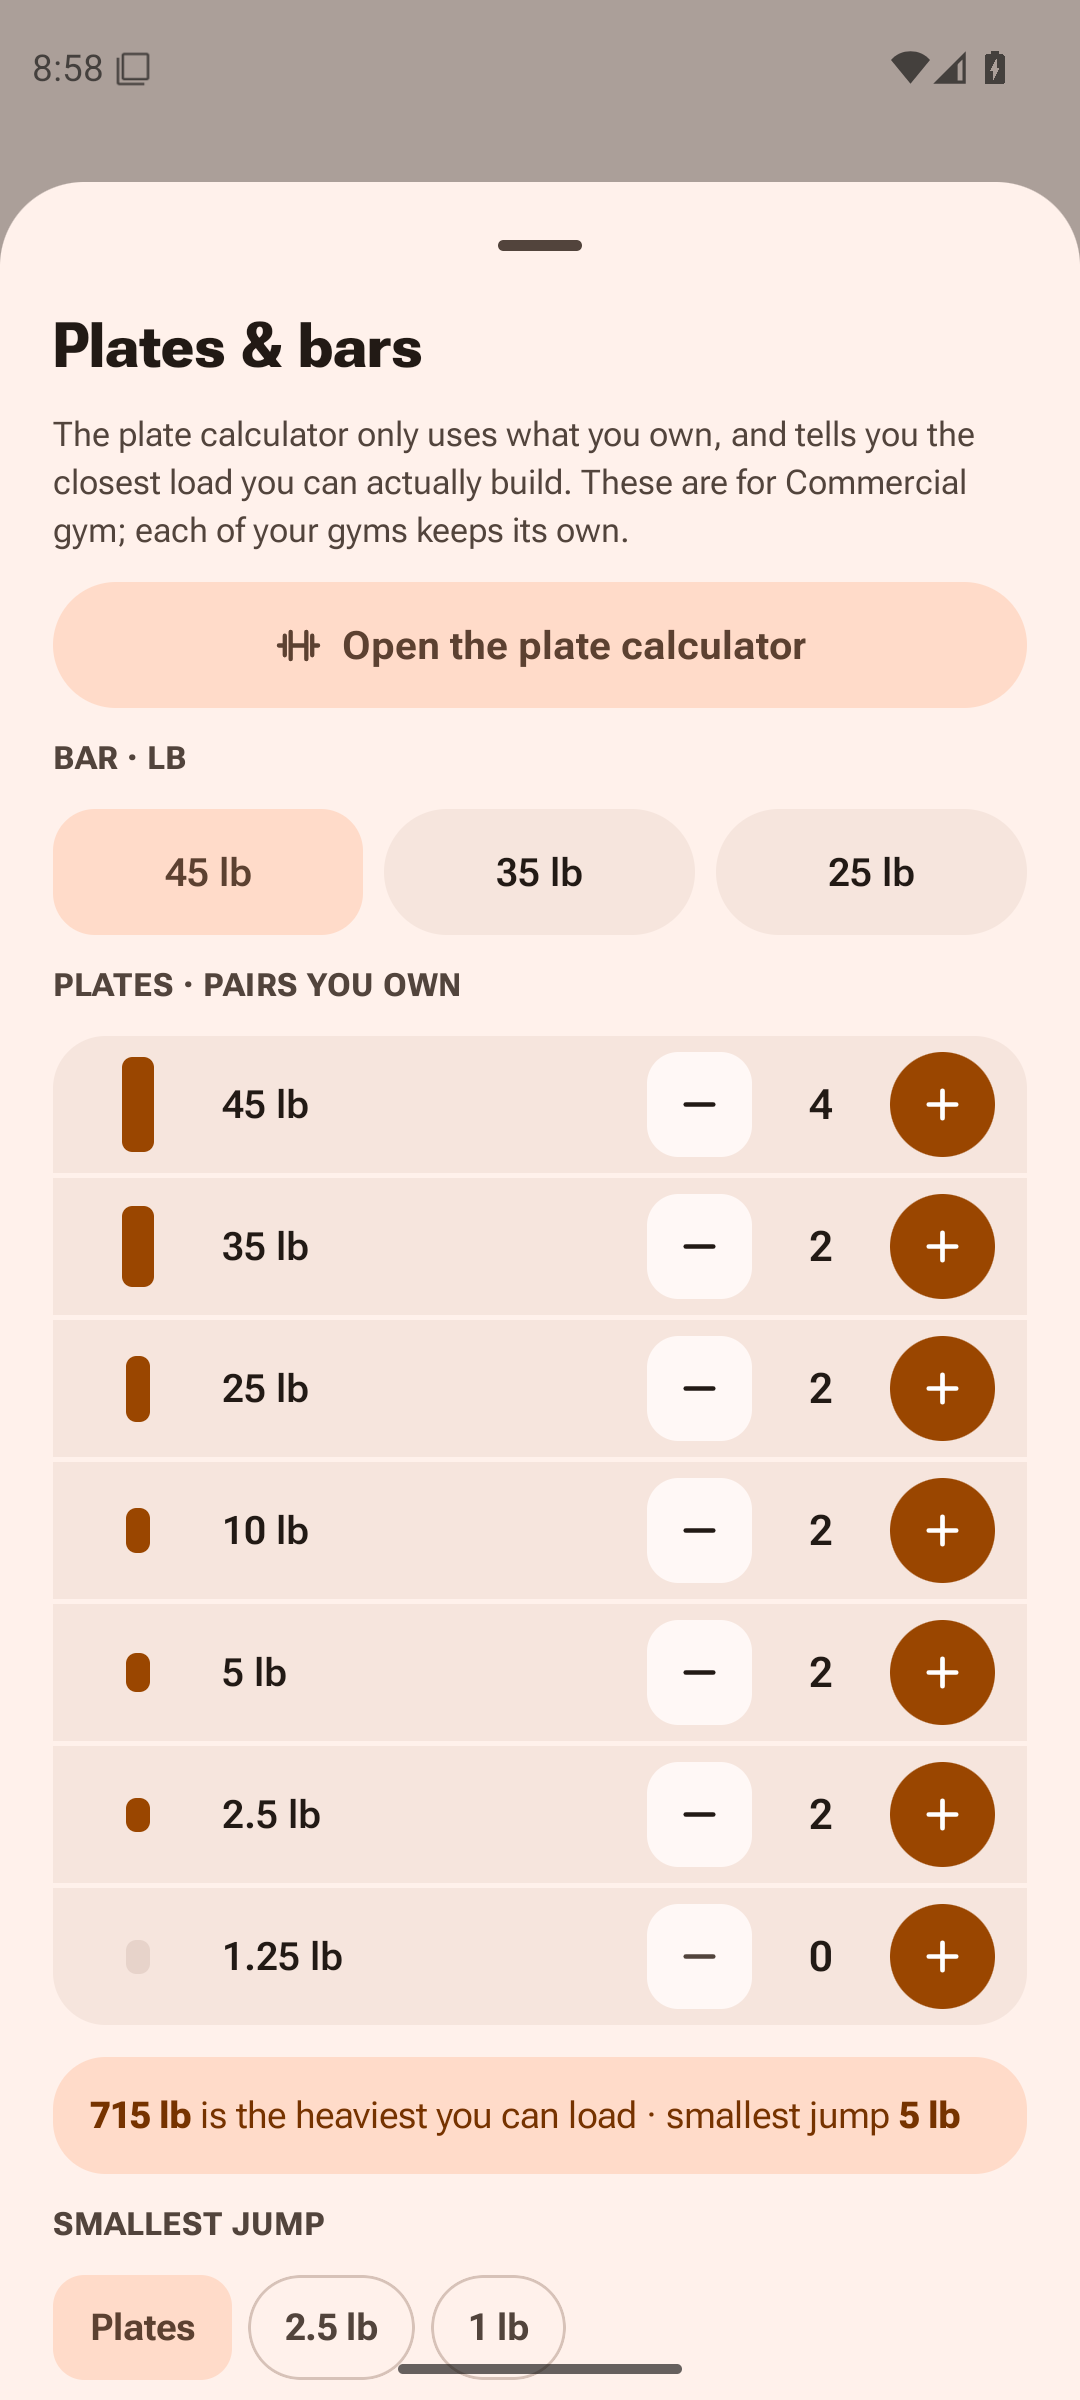 8:58
Plates & bars
The plate calculator only uses what you own, and tells you the
closest load you can actually build. These are for Commercial
gym; each of your gyms keeps its own.
Open the plate calculator
BAR · LB
45 lb
35 lb
25 lb
PLATES · PAIRS YOU OWN
45 lb — 4 +
35 lb — 2 +
25 lb — 2 +
10 lb — 2 +
5 lb — 2 +
2.5 lb — 2 +
1.25 lb — 0 +
715 lb is the heaviest you can load · smallest jump 5 lb
SMALLEST JUMP
Plates
2.5 lb
1 lb